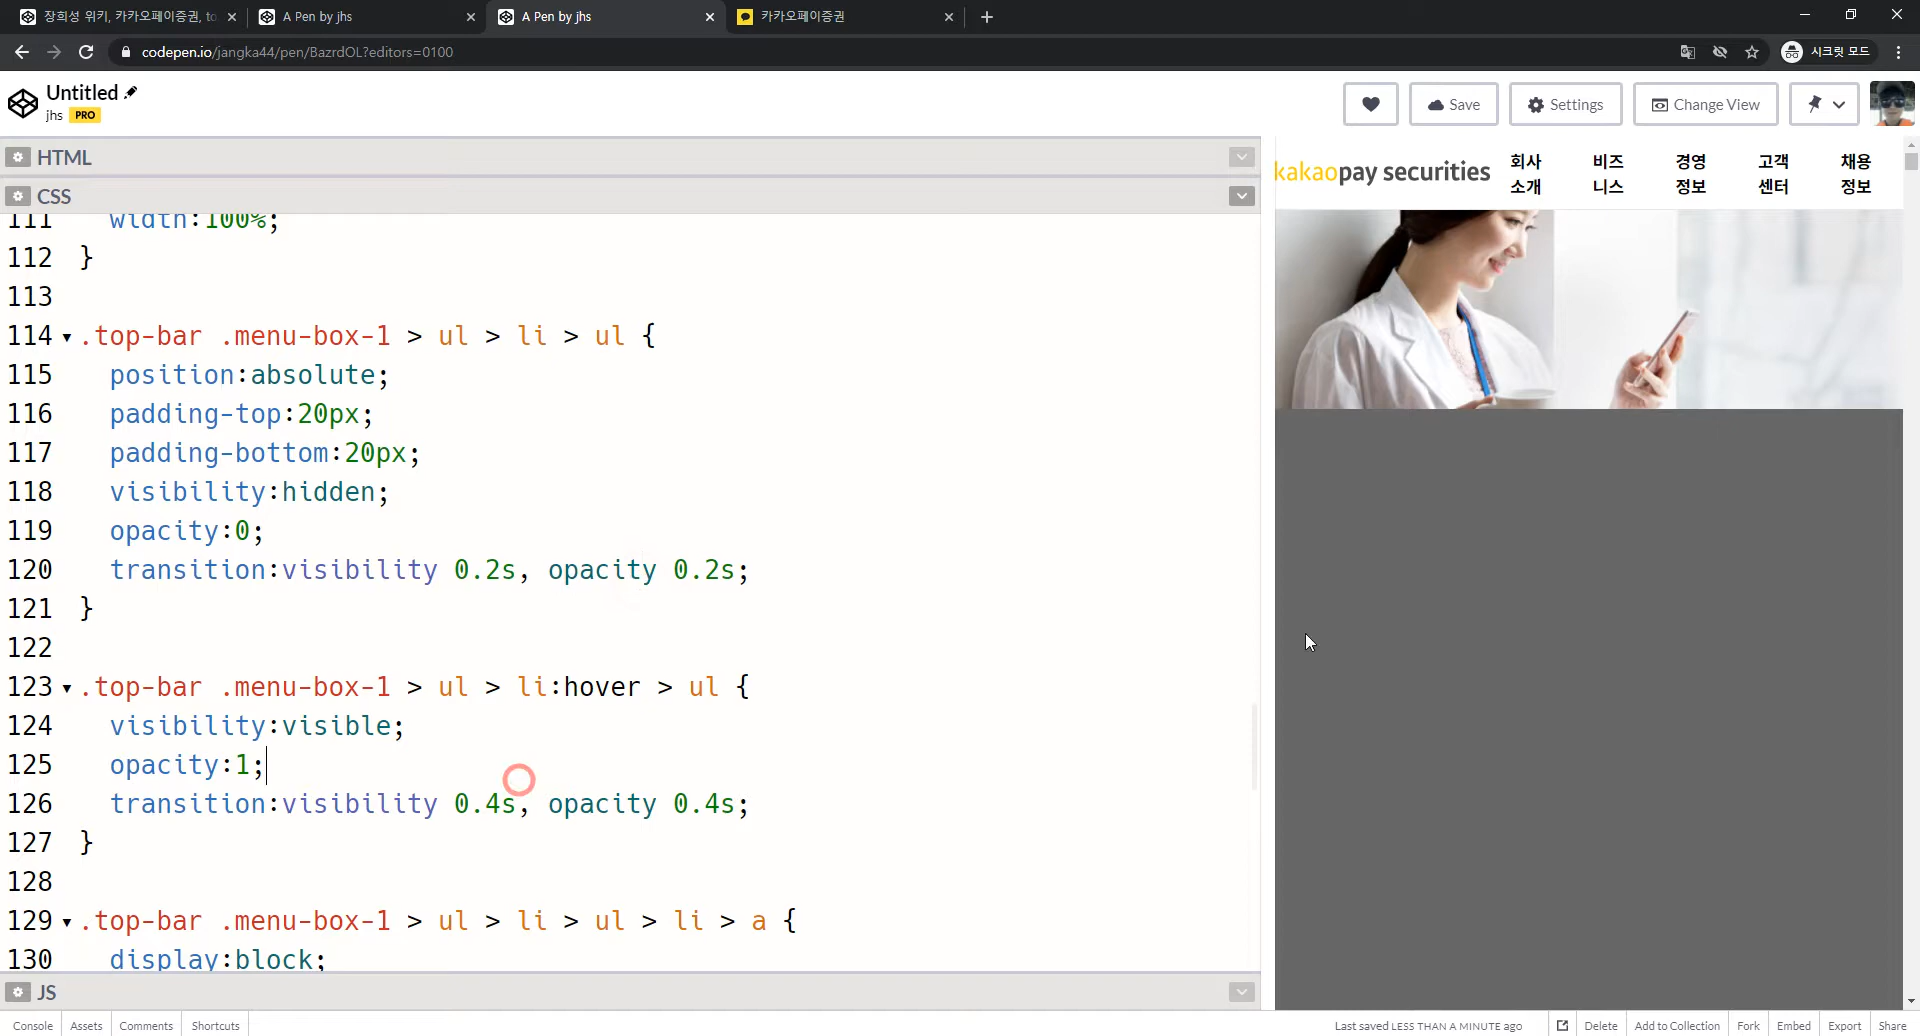 장희성 위키, 카카오페이증권, to
A Pen by jhs
A Pen by jhs
카카오페이증권
codepen.io/jangka44/pen/BazrdOL?editors=0100
시크릿 모드
Untitled
jhs PRO
Save
Settings
Change View
HTML
CSS
111 width:100%;
112 }
113
114 .top-bar .menu-box-1 > ul > li > ul {
115 position:absolute;
116 padding-top:20px;
117 padding-bottom:20px;
118 visibility:hidden;
119 opacity:0;
120 transition:visibility 0.2s, opacity 0.2s;
121 }
122
123 .top-bar .menu-box-1 > ul > li:hover > ul {
124 visibility:visible;
125 opacity:1;
126 transition:visibility 0.4s, opacity 0.4s;
127 }
128
129 .top-bar .menu-box-1 > ul > li > ul > li > a {
130 display:block;
JS
kakaopay securities
회사 소개
비즈 니스
경영 정보
고객 센터
채용 정보
Console
Assets
Comments
Shortcuts
Last saved LESS THAN A MINUTE ago
Delete
Add to Collection
Fork
Embed
Export
Share